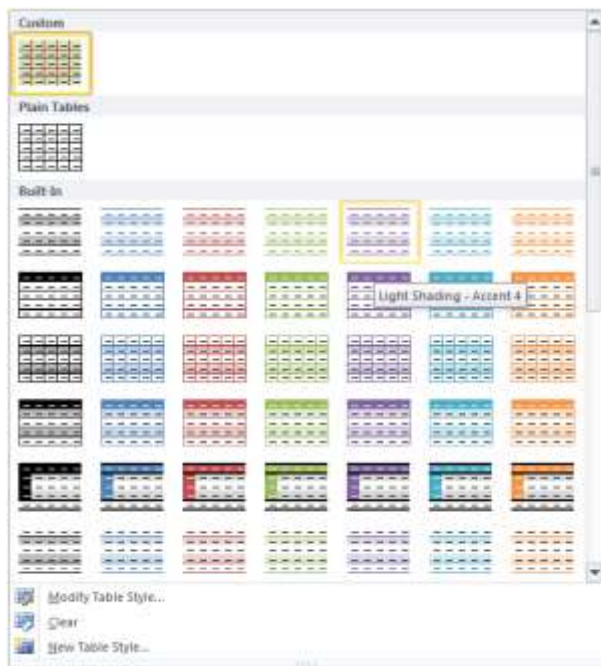 Custom
Plain Tables
Built-In
Light Shading - Accent 4
Modify Table Style...
Clear
New Table Style...